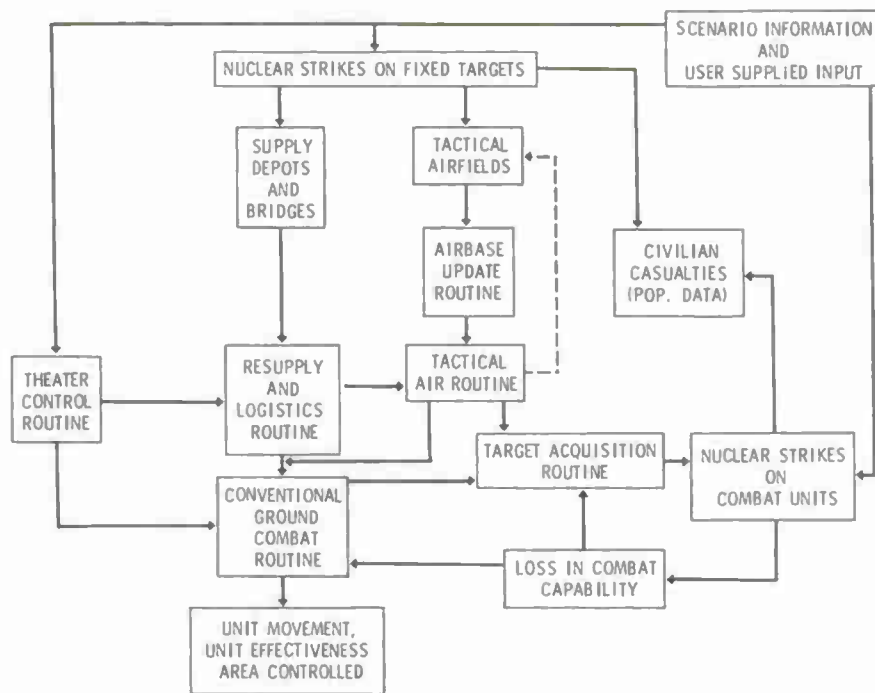 SCENARIO INFORMATION
AND
USER SUPPLIED INPUT
NUCLEAR STRIKES ON FIXED TARGETS
SUPPLY
DEPOTS
AND
BRIDGES
TACTICAL
AIRFIELDS
AIRBASE
UPDATE
ROUTINE
CIVILIAN
CASUALTIES
(POP. DATA)
THEATER
CONTROL
ROUTINE
RESUPPLY
AND
LOGISTICS
ROUTINE
TACTICAL
AIR ROUTINE
TARGET ACQUISITION
ROUTINE
NUCLEAR STRIKES
ON
COMBAT UNITS
CONVENTIONAL
GROUND
COMBAT
ROUTINE
LOSS IN COMBAT
CAPABILITY
UNIT MOVEMENT,
UNIT EFFECTIVENESS
AREA CONTROLLED